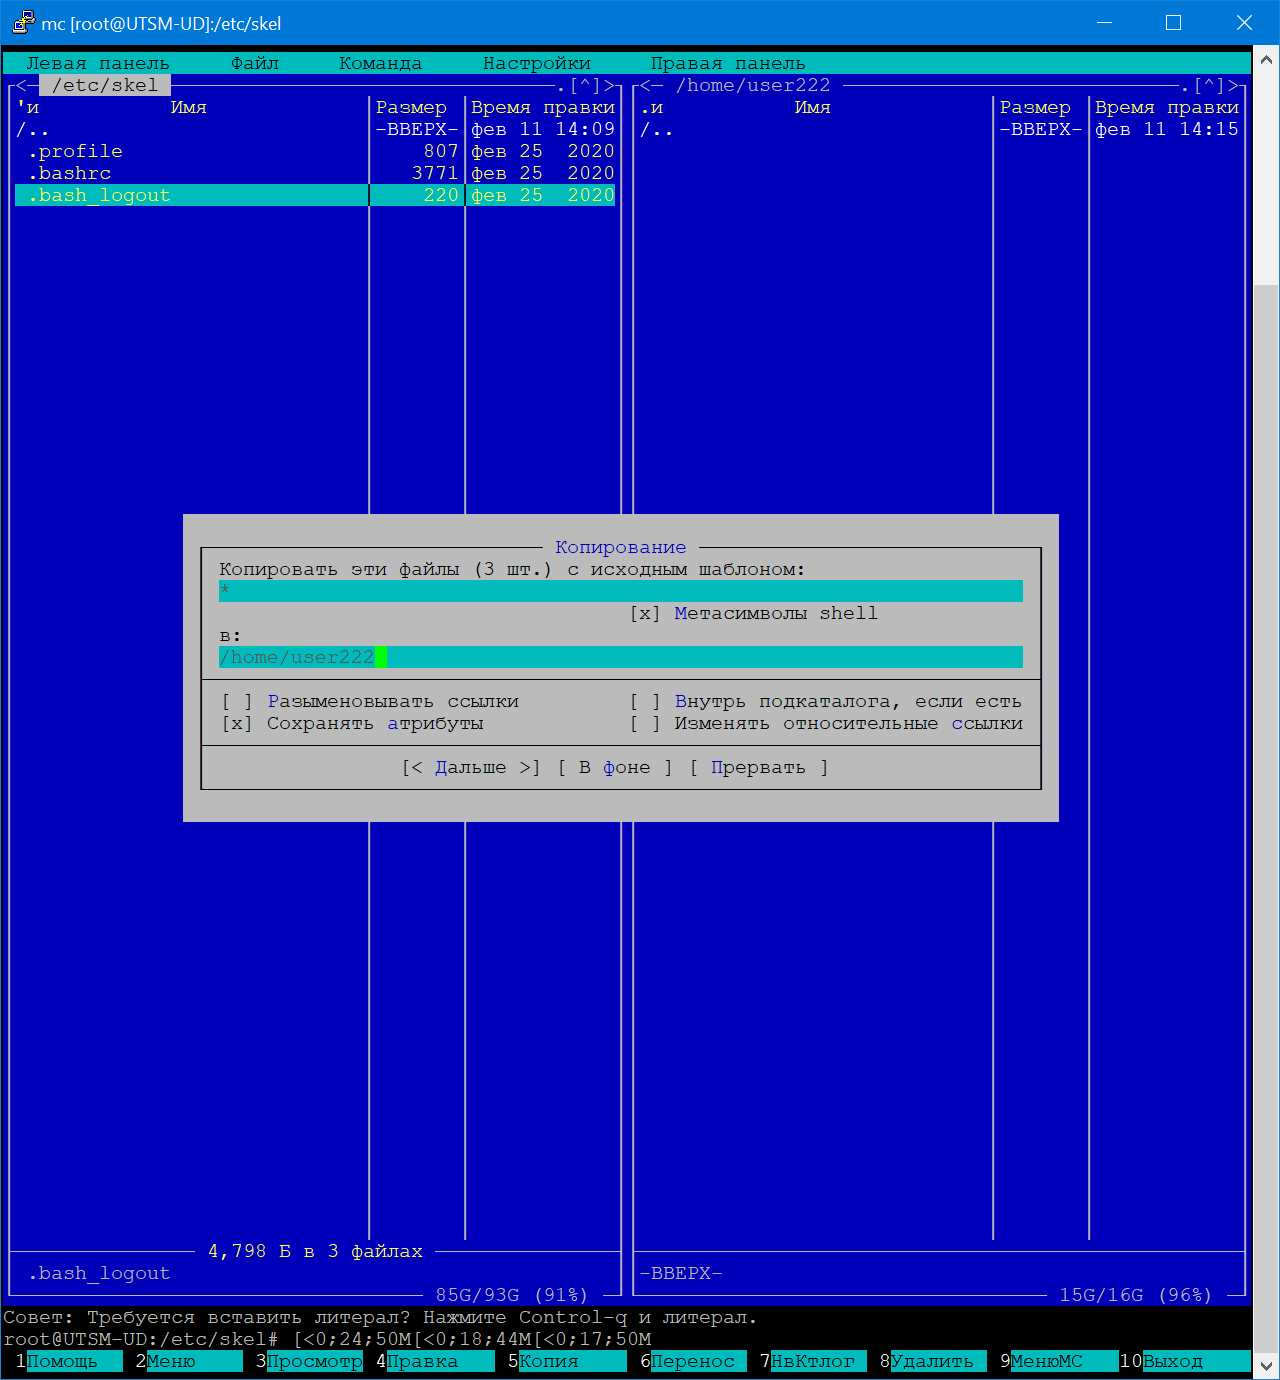 mc [root@UTSM-UD]:/etc/skel
Левая панель Файл Команда Настройки Правая панель
<─ /etc/skel .[^]> <─ /home/user222 .[^]>
'и Имя Размер Время правки .и Имя Размер Время правки
/.. -ВВЕРХ- фев 11 14:09 /.. -ВВЕРХ- фев 11 14:15
.profile 807 фев 25 2020
.bashrc 3771 фев 25 2020
.bash_logout 220 фев 25 2020
Копирование
Копировать эти файлы (3 шт.) с исходным шаблоном:
*
[x] Метасимволы shell
в:
/home/user222
[ ] Разыменовывать ссылки [ ] Внутрь подкаталога, если есть
[x] Сохранять атрибуты [ ] Изменять относительные ссылки
[< Дальше >] [ В фоне ] [ Прервать ]
4,798 Б в 3 файлах
.bash_logout -ВВЕРХ-
85G/93G (91%) 15G/16G (96%)
Совет: Требуется вставить литерал? Нажмите Control-q и литерал.
root@UTSM-UD:/etc/skel# [<0;24;50M[<0;18;44M[<0;17;50M
1Помощь 2Меню 3Просмотр 4Правка 5Копия 6Перенос 7НвКтлог 8Удалить 9МенюMC 10Выход